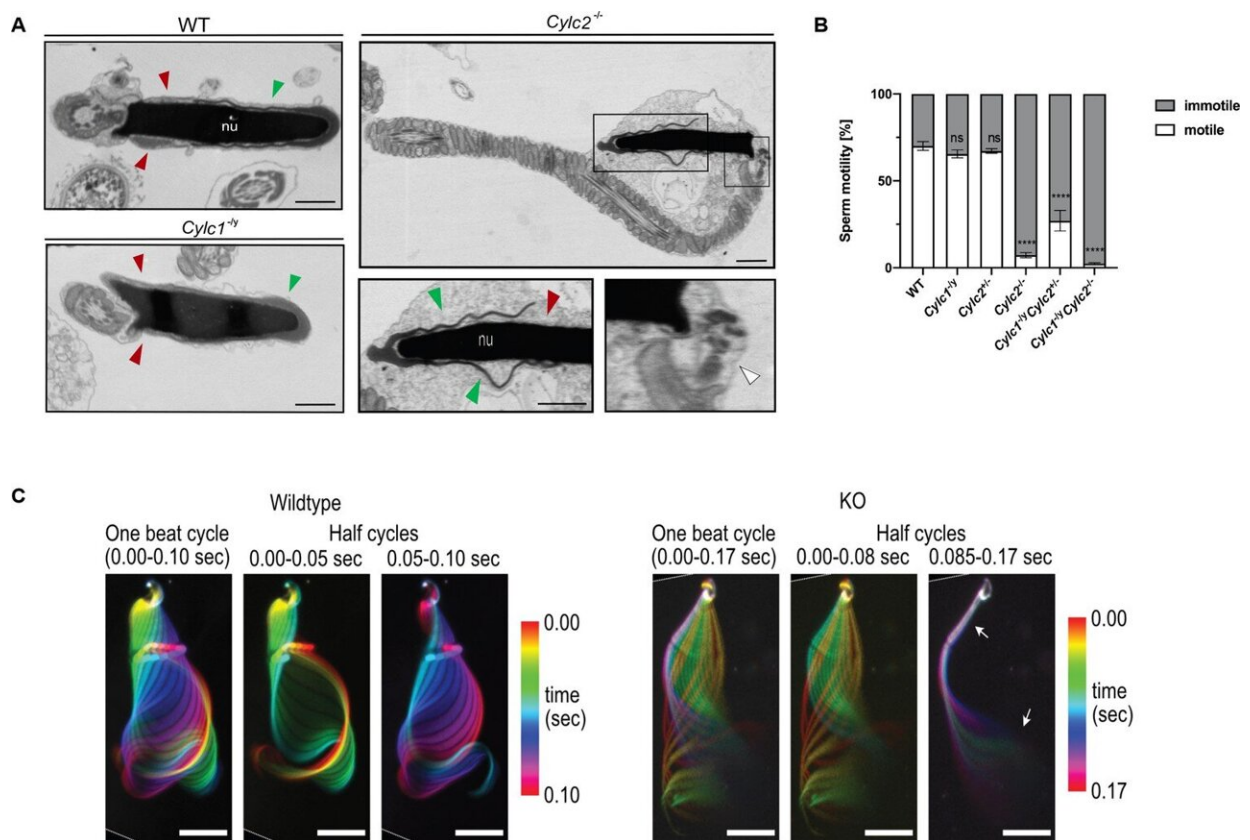 A
WT
Cylc2-/-
B
nu
Cylc1-/y
nu
100
50
0
Sperm motility [%]
ns
ns
****
****
****
immotile
motile
WT
Cylc1-/y
Cylc2+/-
Cylc2-/-
Cylc1-/y Cylc2+/-
Cylc1-/y Cylc2-/-
C
Wildtype
KO
One beat cycle
(0.00-0.10 sec)
Half cycles
0.00-0.05 sec
0.05-0.10 sec
0.00
time
(sec)
0.10
One beat cycle
(0.00-0.17 sec)
Half cycles
0.00-0.08 sec
0.085-0.17 sec
0.00
time
(sec)
0.17